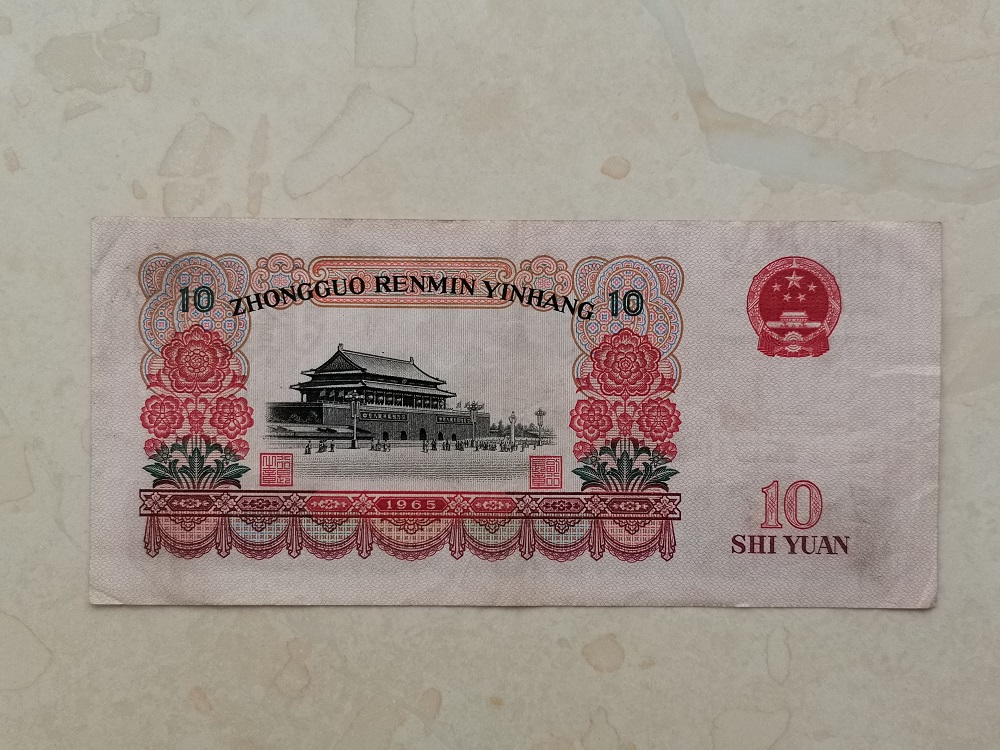 10 ZHONGGUO RENMIN YINHANG 10
1965
10
SHI YUAN